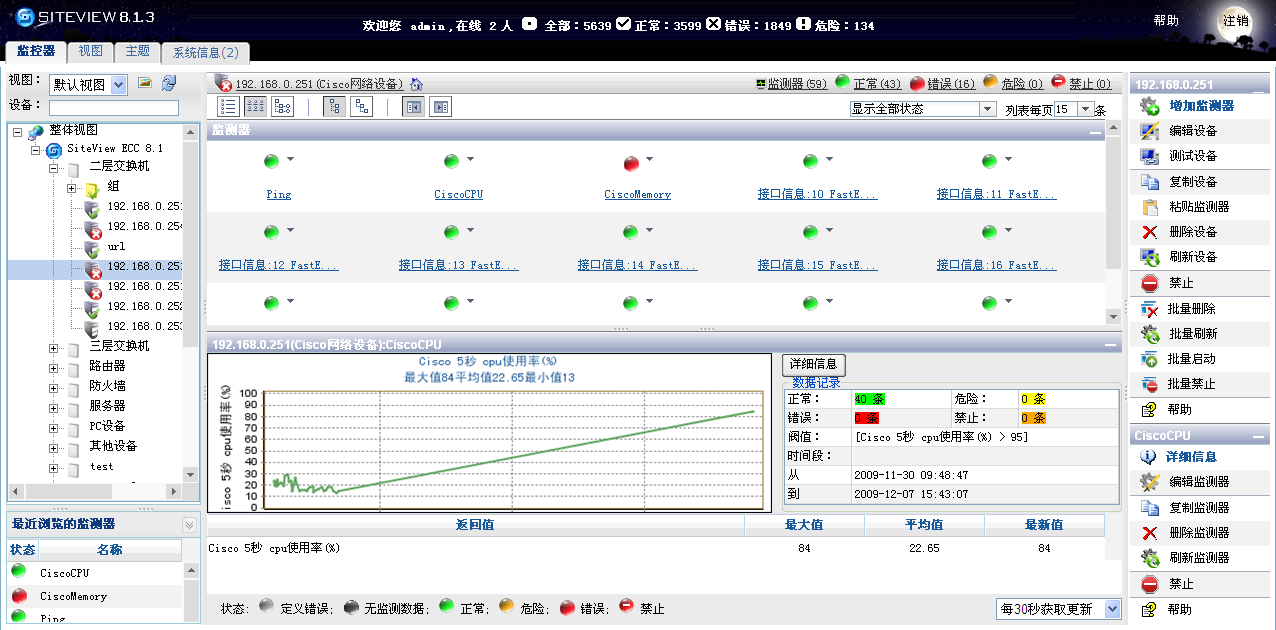 SITEVIEW 8.1.3
欢迎您 admin,在线 2 人 全部：5639 正常：3599 错误：1849 危险：134
帮助
注销
监控器 视图 主题 系统信息(2)
视图： 默认视图
设备：
整体视图
SiteView ECC 8.1
二层交换机
组
192.168.0.25
192.168.0.25
url
192.168.0.25
192.168.0.25
192.168.0.25
192.168.0.25
三层交换机
路由器
防火墙
服务器
PC设备
其他设备
test
最近浏览的监测器
状态 名称
CiscoCPU
CiscoMemory
Ping
192.168.0.251(Cisco网络设备) 监测器(59) 正常(43) 错误(16) 危险(0) 禁止(0)
显示全部状态 列表每页 15 条
监测器
Ping CiscoCPU CiscoMemory 接口信息:10 FastE... 接口信息:11 FastE...
接口信息:12 FastE... 接口信息:13 FastE... 接口信息:14 FastE... 接口信息:15 FastE... 接口信息:16 FastE...
192.168.0.251(Cisco网络设备):CiscoCPU
Cisco 5秒 cpu使用率(%)
最大值84平均值22.65最小值13
isco 5秒 cpu使用率(%)
100
90
80
70
60
50
40
30
20
10
0
详细信息
数据记录
正常： 40 条 危险： 0 条
错误： 0 条 禁止： 0 条
阀值： [Cisco 5秒 cpu使用率(%) > 95]
时间段：
从 2009-11-30 09:48:47
到 2009-12-07 15:43:07
返回值 最大值 平均值 最新值
Cisco 5秒 cpu使用率(%) 84 22.65 84
状态: 定义错误; 无监测数据; 正常; 危险; 错误; 禁止
每30秒获取更新
192.168.0.251
增加监测器
编辑设备
测试设备
复制设备
粘贴监测器
删除设备
刷新设备
禁止
批量删除
批量刷新
批量启动
批量禁止
帮助
CiscoCPU
详细信息
编辑监测器
复制监测器
删除监测器
刷新监测器
禁止
帮助